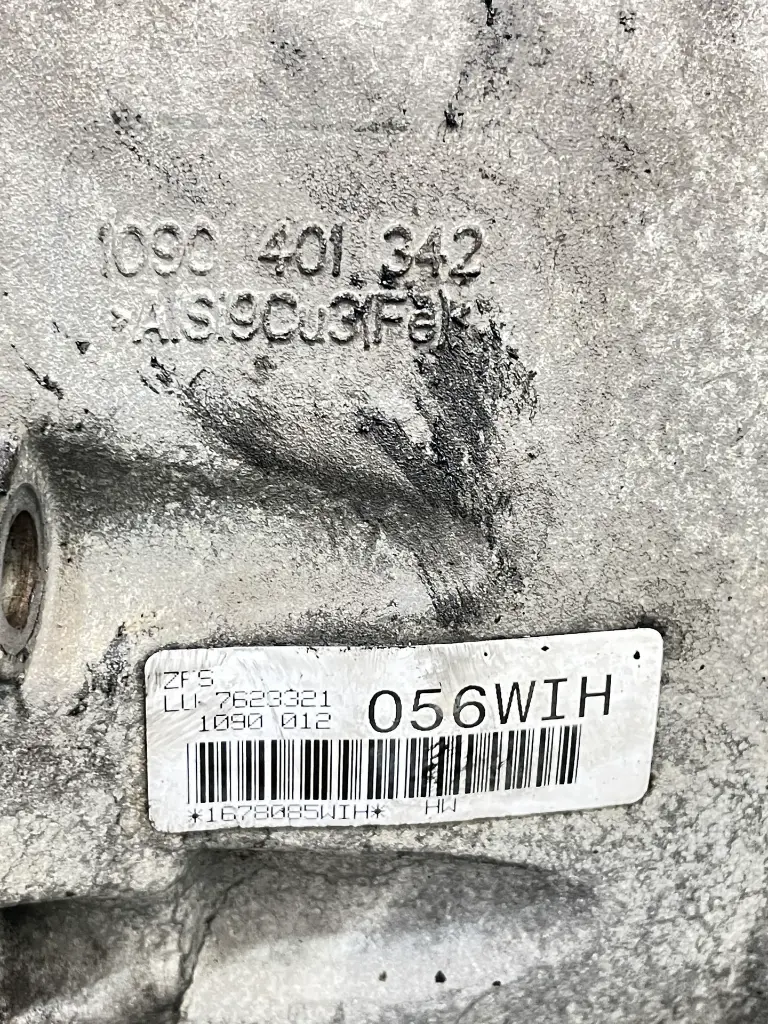 1090 401 342
>AlSi9Cu3(Fe)<
ZFS
LU 7623321
1090 012
056WIH
*1678085WIH* HW